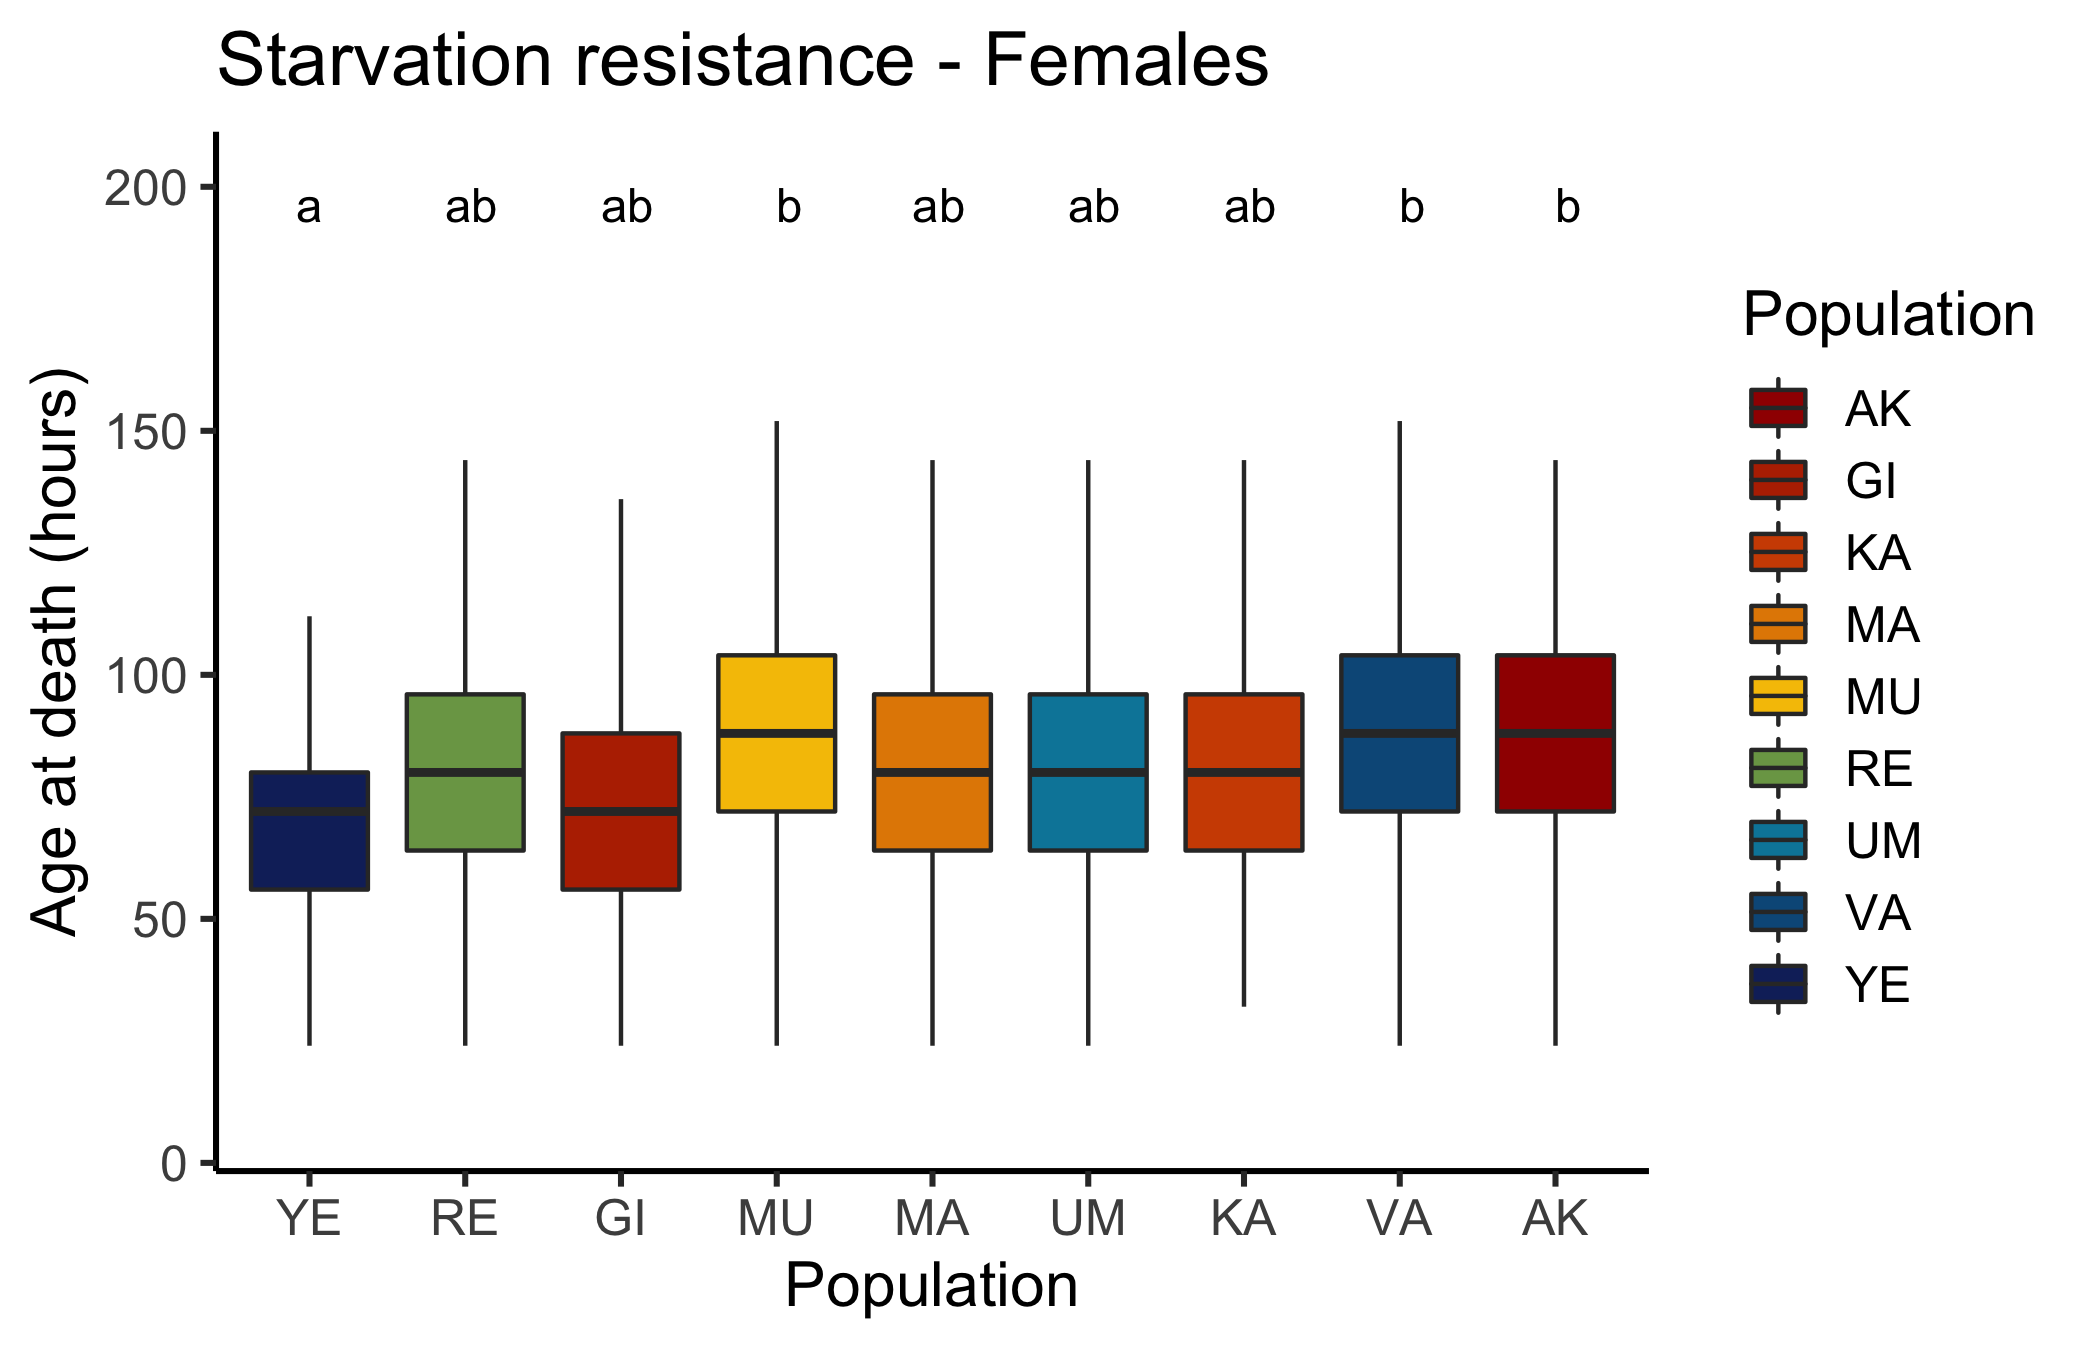 Starvation resistance - Females
200
150
100
50
0
Age at death (hours)
a ab ab b ab ab ab b b
YE RE GI MU MA UM KA VA AK
Population
Population
AK
GI
KA
MA
MU
RE
UM
VA
YE